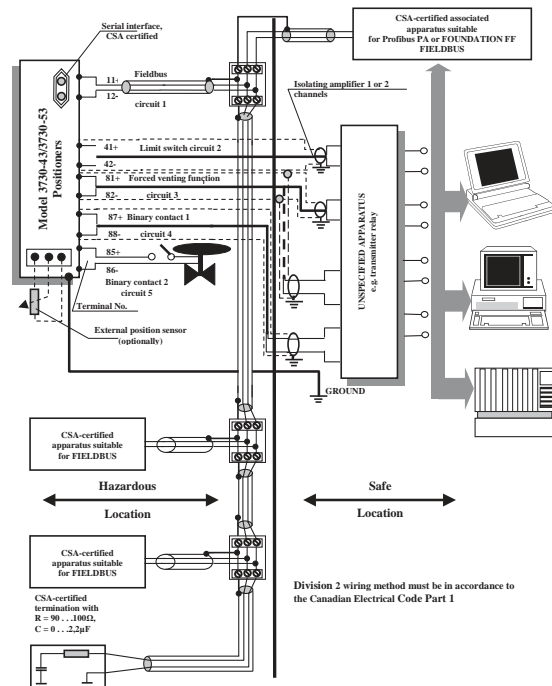 Serial interface,
CSA certified
CSA-certified associated
apparatus suitable
for Profibus PA or FOUNDATION FF
FIELDBUS
Model 3730-43/3730-53
Positioners
11+
12-
Fieldbus
circuit 1
Isolating amplifier 1 or 2
channels
41+
Limit switch circuit 2
42-
81+
Forced venting function
82-
circuit 3
87+
Binary contact 1
88-
circuit 4
85+
86-
Binary contact 2
circuit 5
Terminal No.
External position sensor
(optionally)
UNSPECIFIED APPARATUS
e.g. transmitter relay
GROUND
CSA-certified
apparatus suitable
for FIELDBUS
Hazardous
Location
Safe
Location
CSA-certified
apparatus suitable
for FIELDBUS
Division 2 wiring method must be in accordance to
the Canadian Electrical Code Part 1
CSA-certified
termination with
R = 90 . . .100Ω,
C = 0 . . .2,2µF